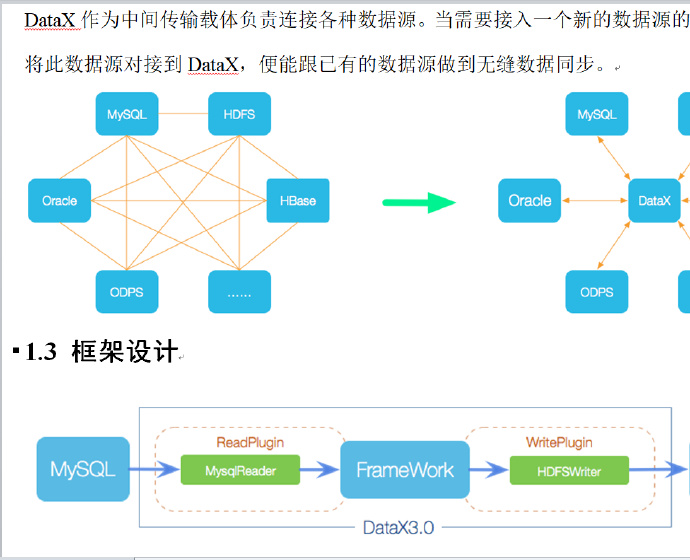 DataX 作为中间传输载体负责连接各种数据源。当需要接入一个新的数据源的
将此数据源对接到 DataX，便能跟已有的数据源做到无缝数据同步。
MySQL HDFS MySQL
Oracle HBase Oracle DataX
ODPS …… ODPS
1.3 框架设计
ReadPlugin WritePlugin
MySQL MysqlReader FrameWork HDFSWriter
DataX3.0